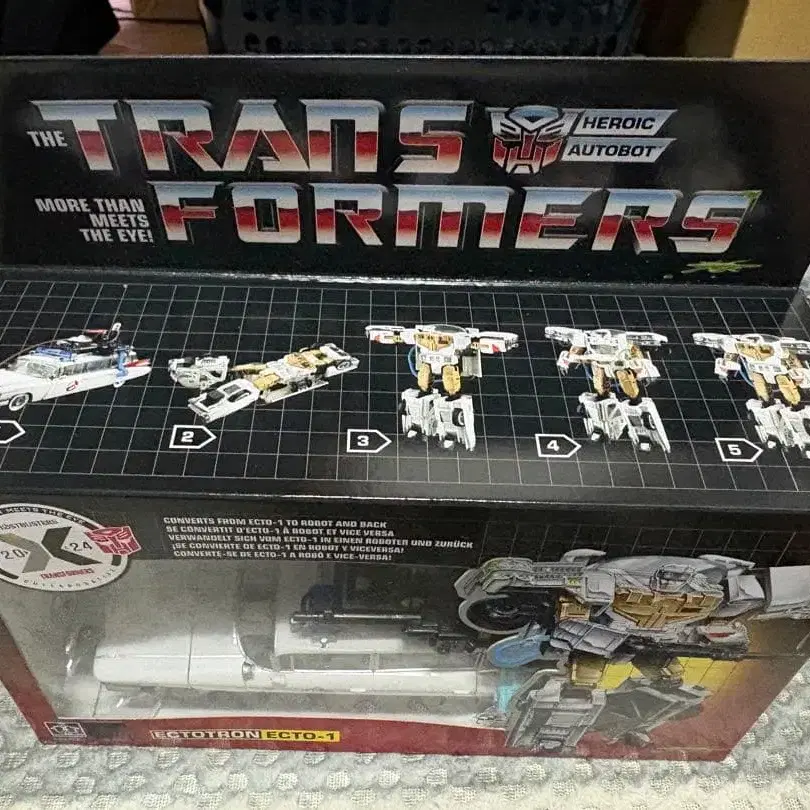 THE TRANS
FORMERS
HEROIC
AUTOBOT
MORE THAN
MEETS
THE EYE!
2
3
4
5
20 24
TRANSFORMERS
CONVERTS FROM ECTO-1 TO ROBOT AND BACK
SE CONVERTIT D'ECTO-1 À ROBOT ET VICE VERSA
VERWANDELT SICH VOM ECTO-1 IN EINEN ROBOTER UND ZURÜCK
¡SE CONVIERTE DE ECTO-1 EN ROBOT Y VICEVERSA!
CONVERTE-SE DE ECTO-1 A ROBÔ E VICE-VERSA!
ECTOTRON ECTO-1